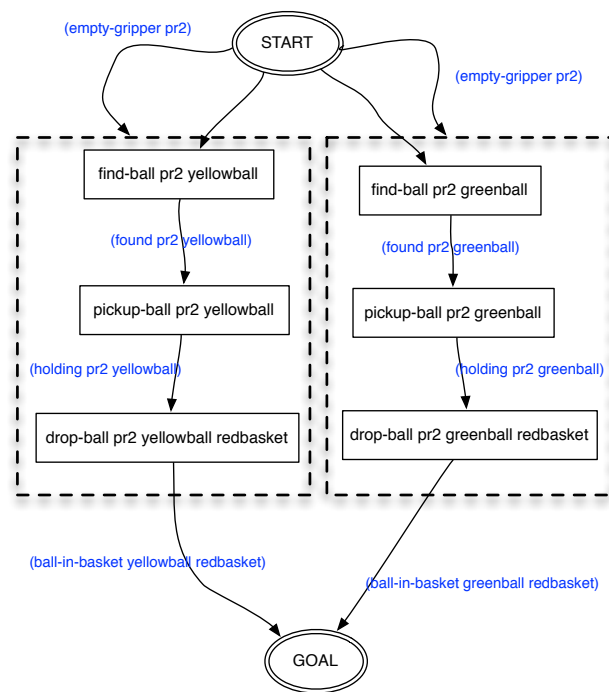 (empty-gripper pr2)
START
(empty-gripper pr2)
find-ball pr2 yellowball
find-ball pr2 greenball
(found pr2 yellowball)
(found pr2 greenball)
pickup-ball pr2 yellowball
pickup-ball pr2 greenball
(holding pr2 yellowball)
(holding pr2 greenball)
drop-ball pr2 yellowball redbasket
drop-ball pr2 greenball redbasket
(ball-in-basket yellowball redbasket)
(ball-in-basket greenball redbasket)
GOAL